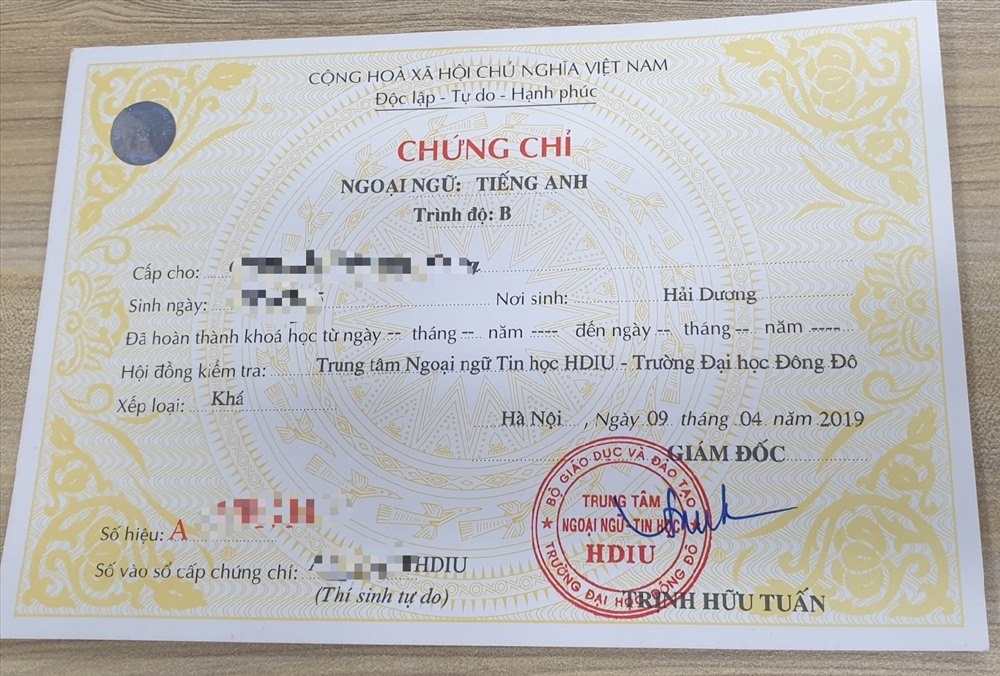 CỘNG HOÀ XÃ HỘI CHỦ NGHĨA VIỆT NAM
Độc lập - Tự do - Hạnh phúc
CHỨNG CHỈ
NGOẠI NGỮ: TIẾNG ANH
Trình độ: B
Cấp cho:
Sinh ngày: Nơi sinh: Hải Dương
Đã hoàn thành khoá học từ ngày -- tháng -- năm ---- đến ngày -- tháng -- năm ----
Hội đồng kiểm tra: Trung tâm Ngoại ngữ Tin học HDIU - Trường Đại học Đông Đô
Xếp loại: Khá
Hà Nội, Ngày 09 tháng 04 năm 2019
GIÁM ĐỐC
BỘ GIÁO DỤC VÀ ĐÀO TẠO
TRUNG TÂM
NGOẠI NGỮ - TIN HỌC
HDIU
TRƯỜNG ĐẠI HỌC ĐÔNG ĐÔ
Số hiệu: A
Số vào sổ cấp chứng chỉ: HDIU
(Thí sinh tự do)
TRỊNH HỮU TUẤN